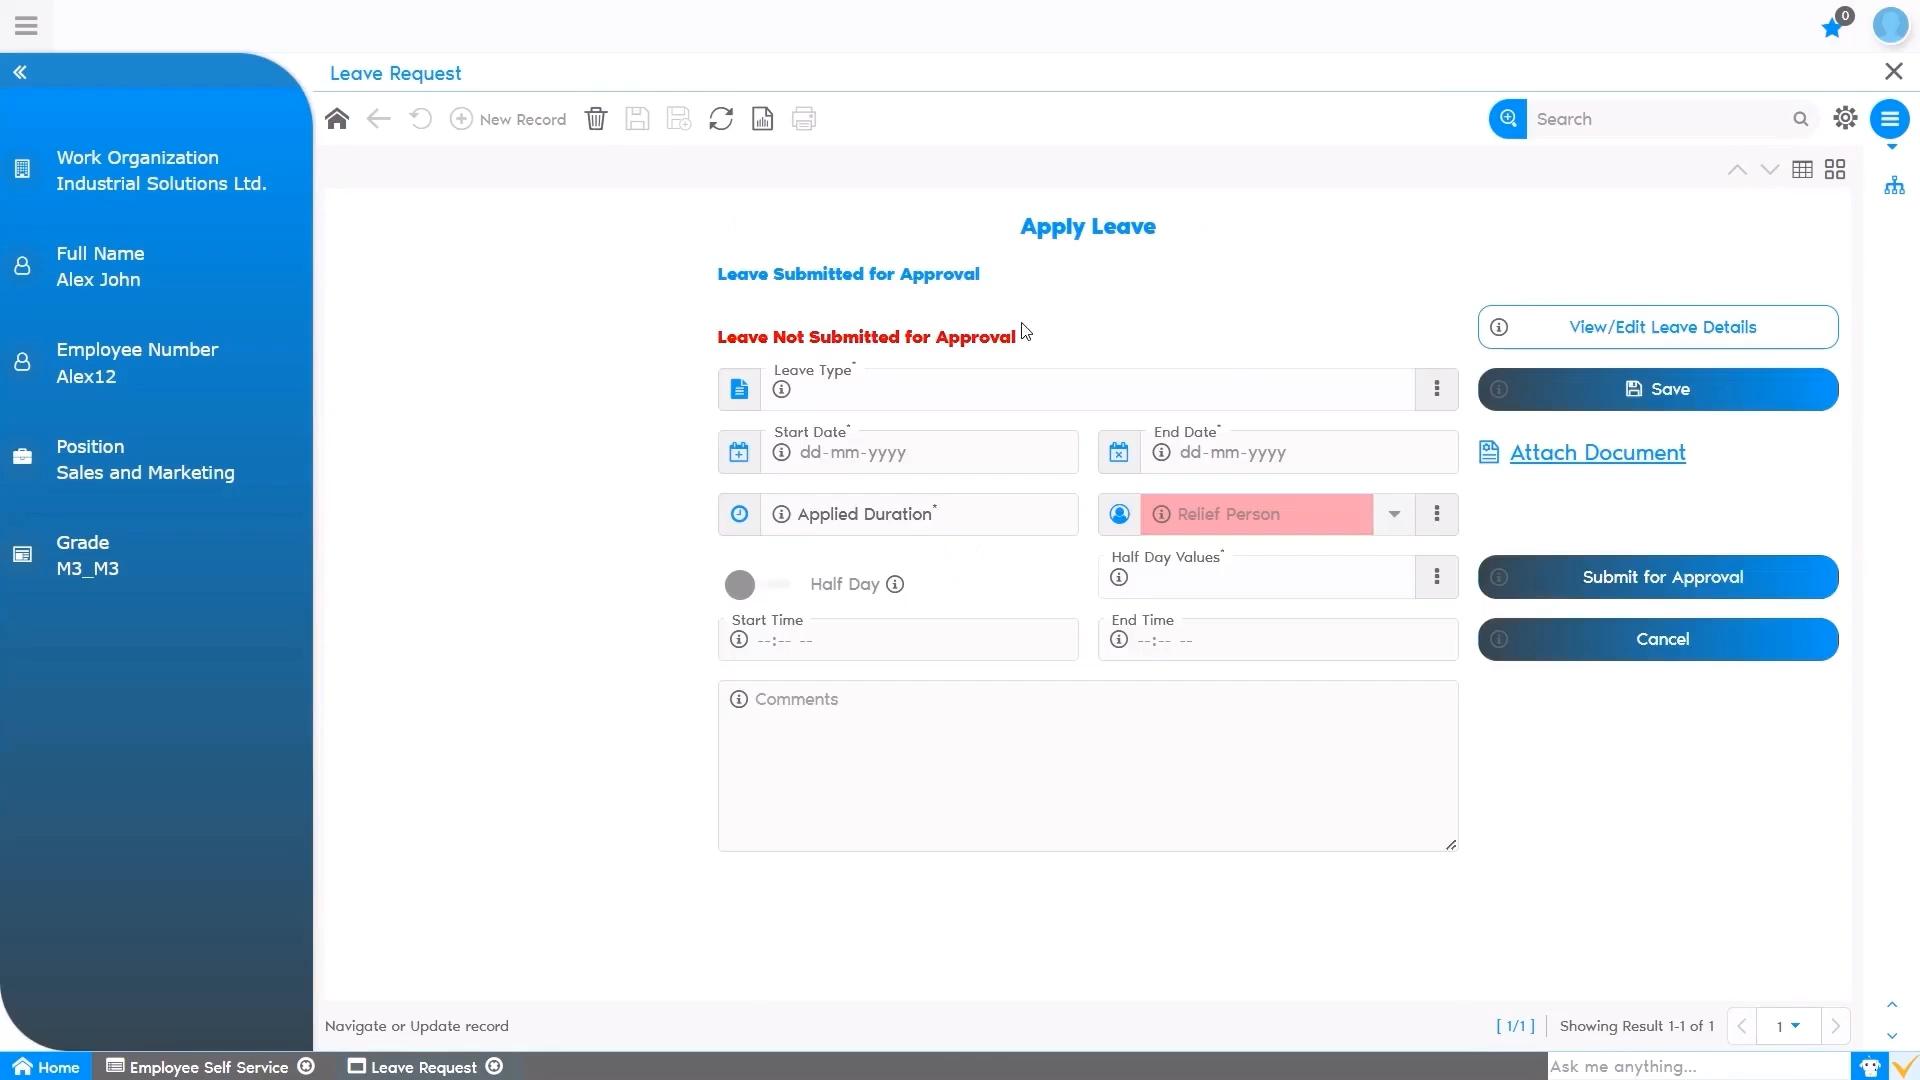 0
Leave Request
New Record
Search
Work Organization
Industrial Solutions Ltd.
Full Name
Alex John
Employee Number
Alex12
Position
Sales and Marketing
Grade
M3_M3
Apply Leave
Leave Submitted for Approval
Leave Not Submitted for Approval
View/Edit Leave Details
Leave Type*
Save
Start Date*
dd-mm-yyyy
End Date*
dd-mm-yyyy
Attach Document
Applied Duration*
Relief Person
Half Day
Half Day Values*
Submit for Approval
Start Time
--:-- --
End Time
--:-- --
Cancel
Comments
Navigate or Update record
[ 1/1 ]
Showing Result 1-1 of 1
1
Home
Employee Self Service
Leave Request
Ask me anything...